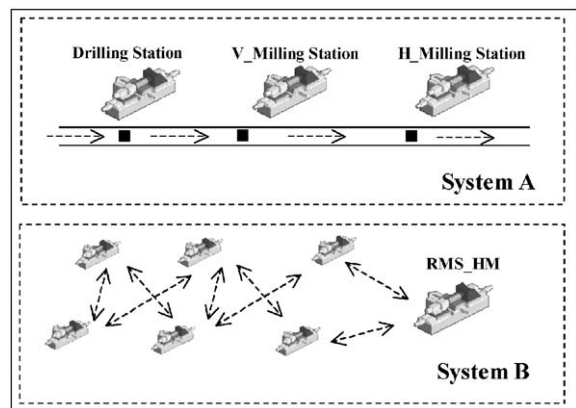 Drilling Station V_Milling Station H_Milling Station
System A
RMS_HM
System B